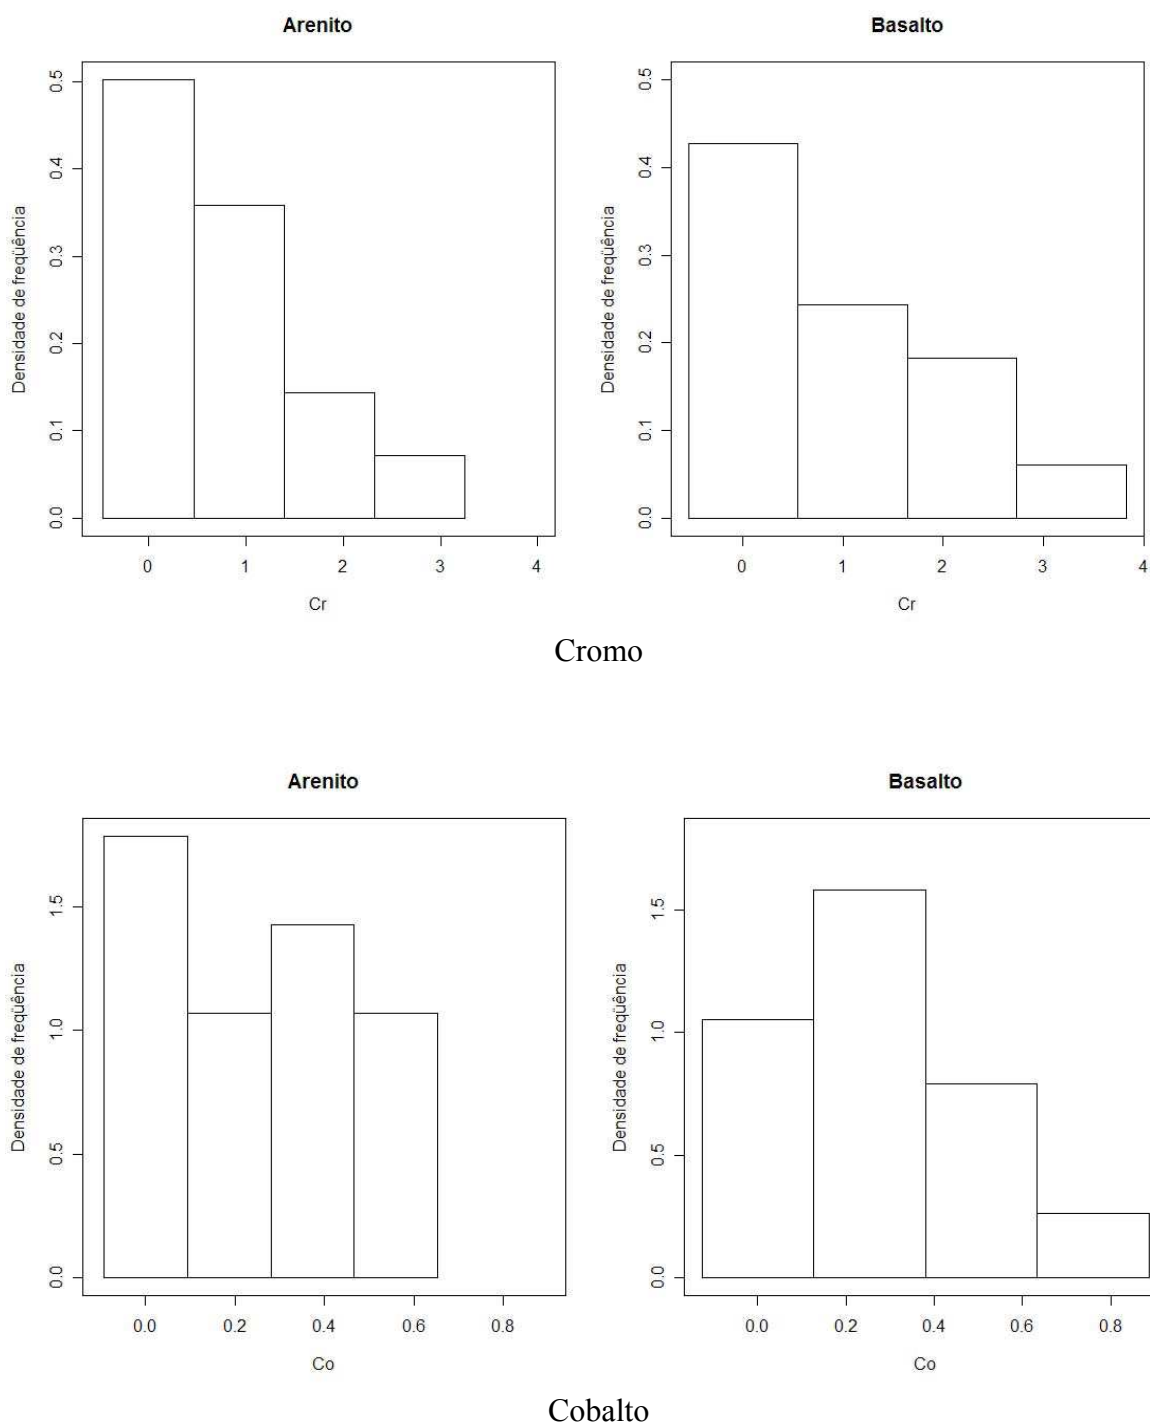 Arenito
Densidade de freqüência
0.0 0.1 0.2 0.3 0.4 0.5
0 1 2 3 4
Cr
Basalto
Densidade de freqüência
0.0 0.1 0.2 0.3 0.4 0.5
0 1 2 3 4
Cr
Cromo
Arenito
Densidade de freqüência
0.0 0.5 1.0 1.5
0.0 0.2 0.4 0.6 0.8
Co
Basalto
Densidade de freqüência
0.0 0.5 1.0 1.5
0.0 0.2 0.4 0.6 0.8
Co
Cobalto